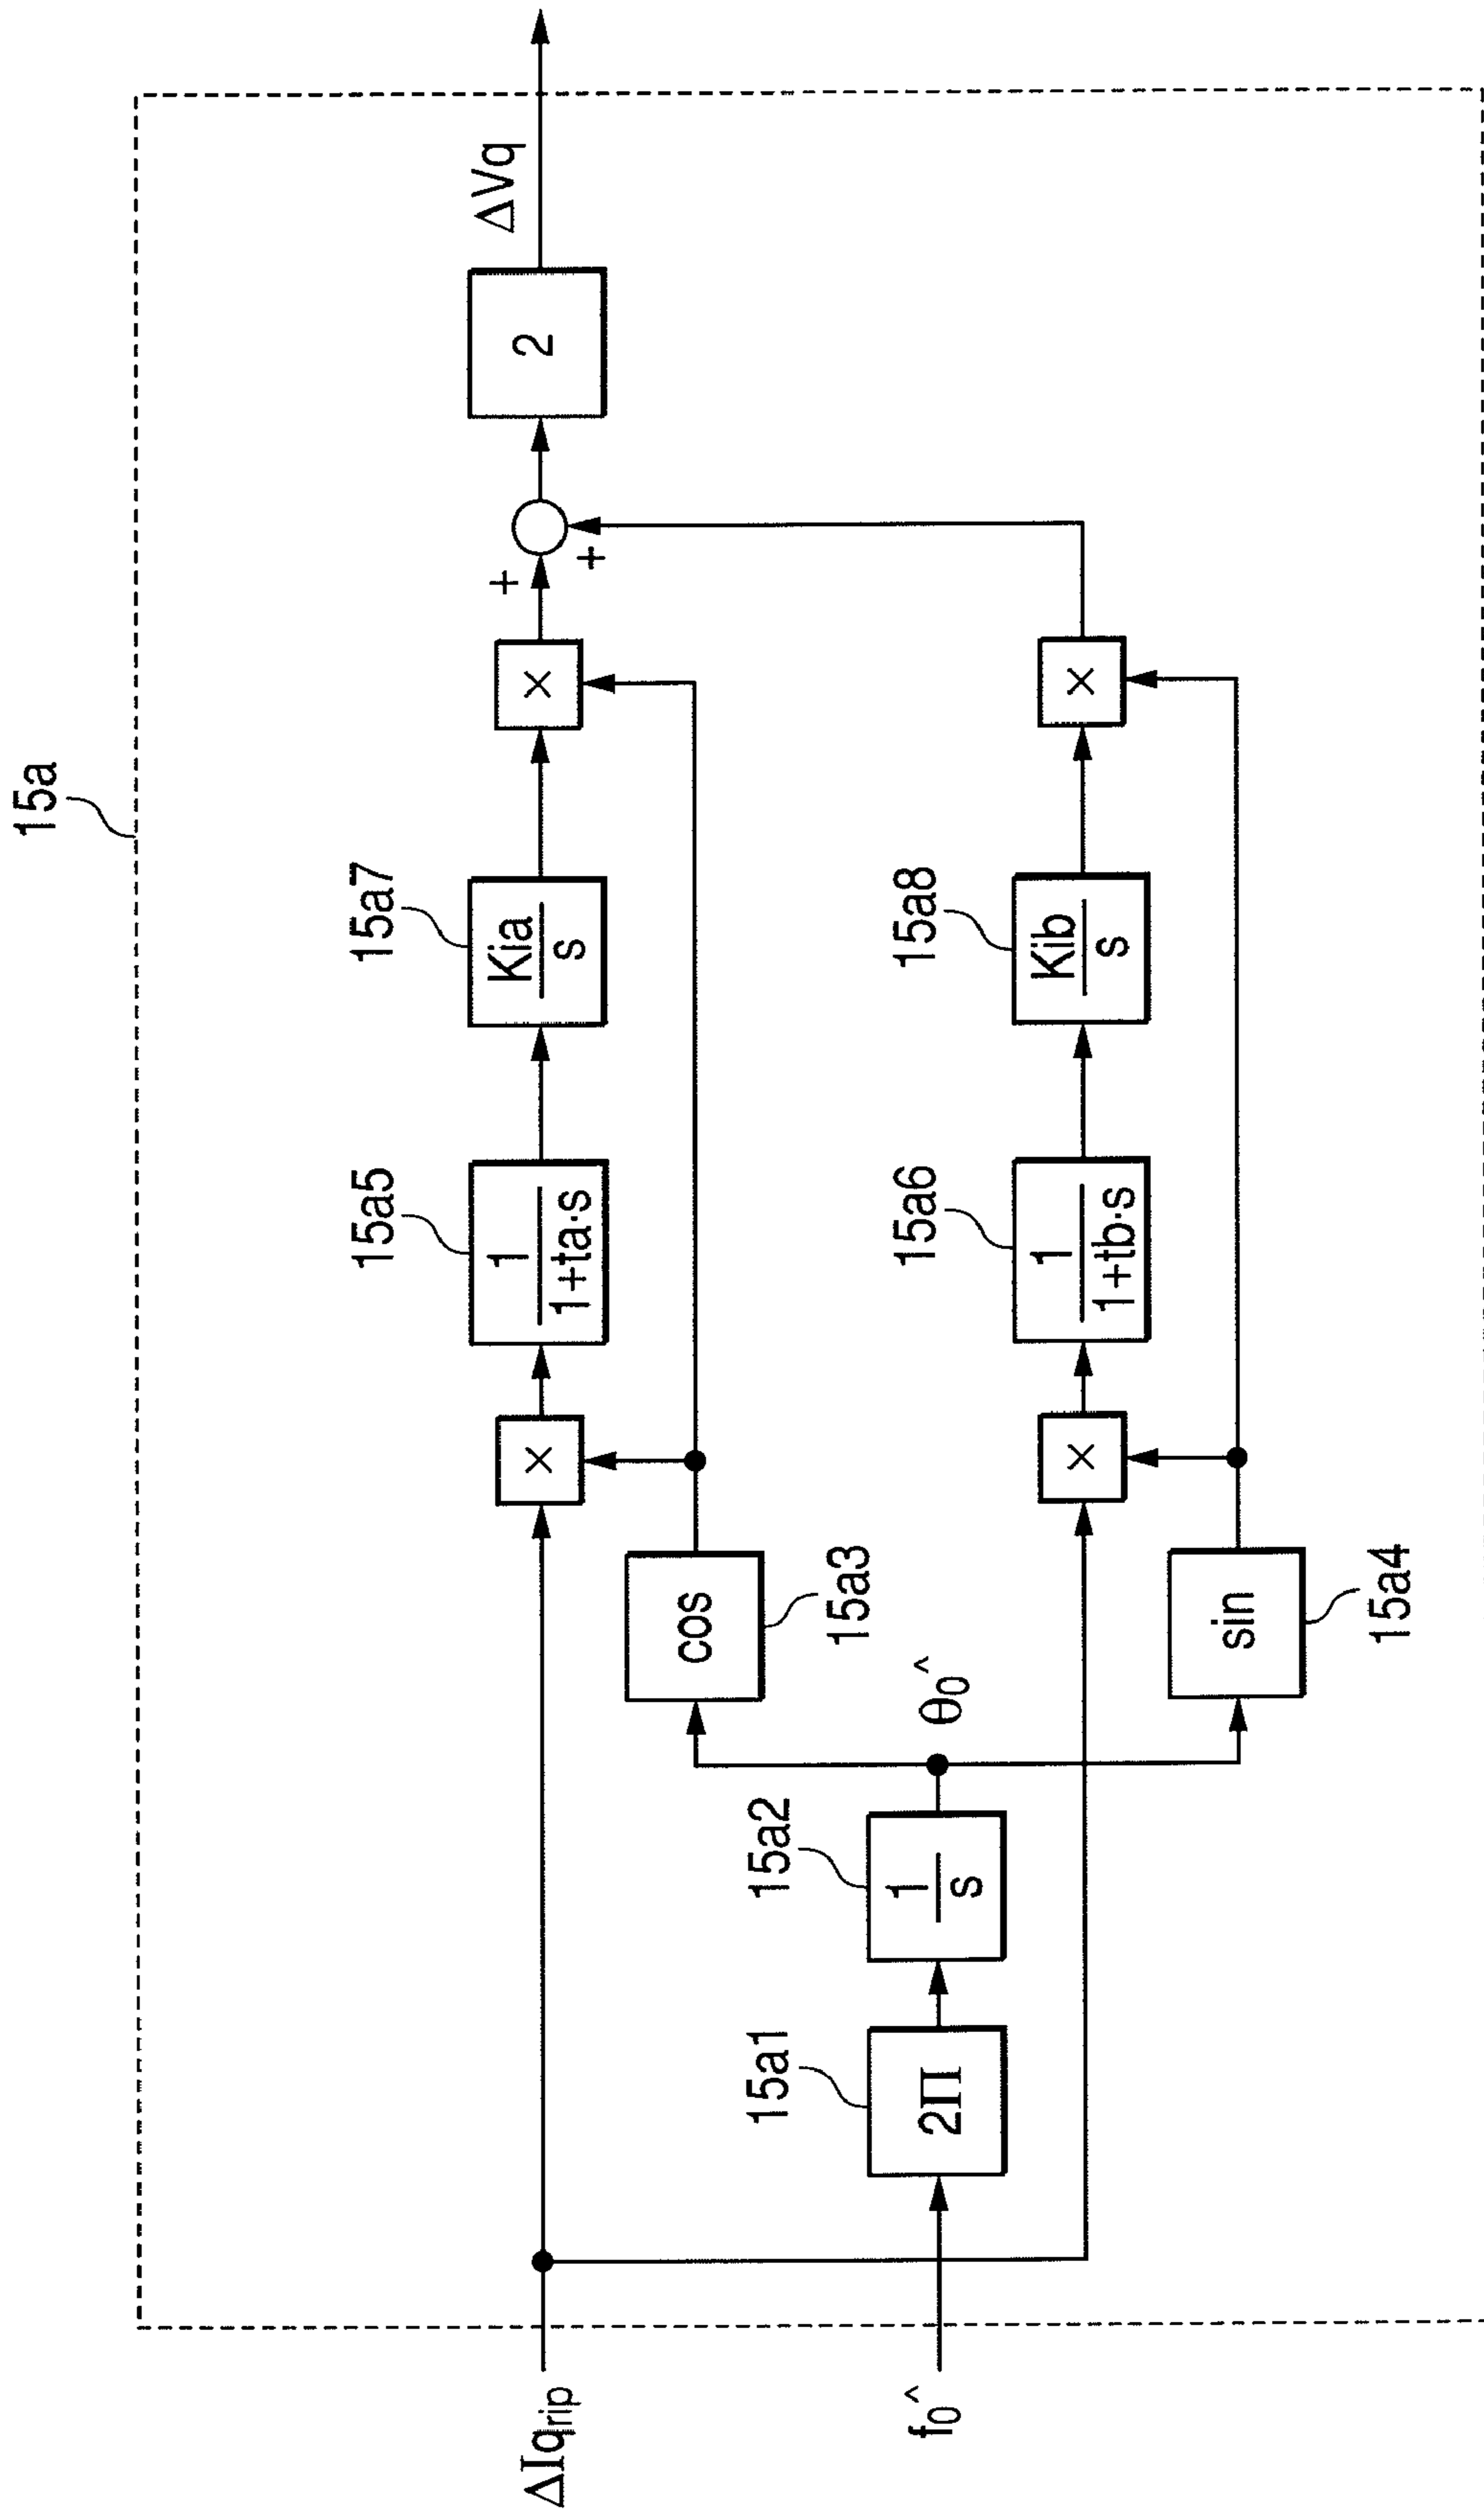 15a
ΔIqrip
f0^
15a1
2Π
15a2
1
s
θ0^
cos
15a3
sin
15a4
×
×
15a5
1
1+ta·s
15a6
1
1+tb·s
15a7
Kia
s
15a8
Kib
s
×
×
+
+
2
ΔVq